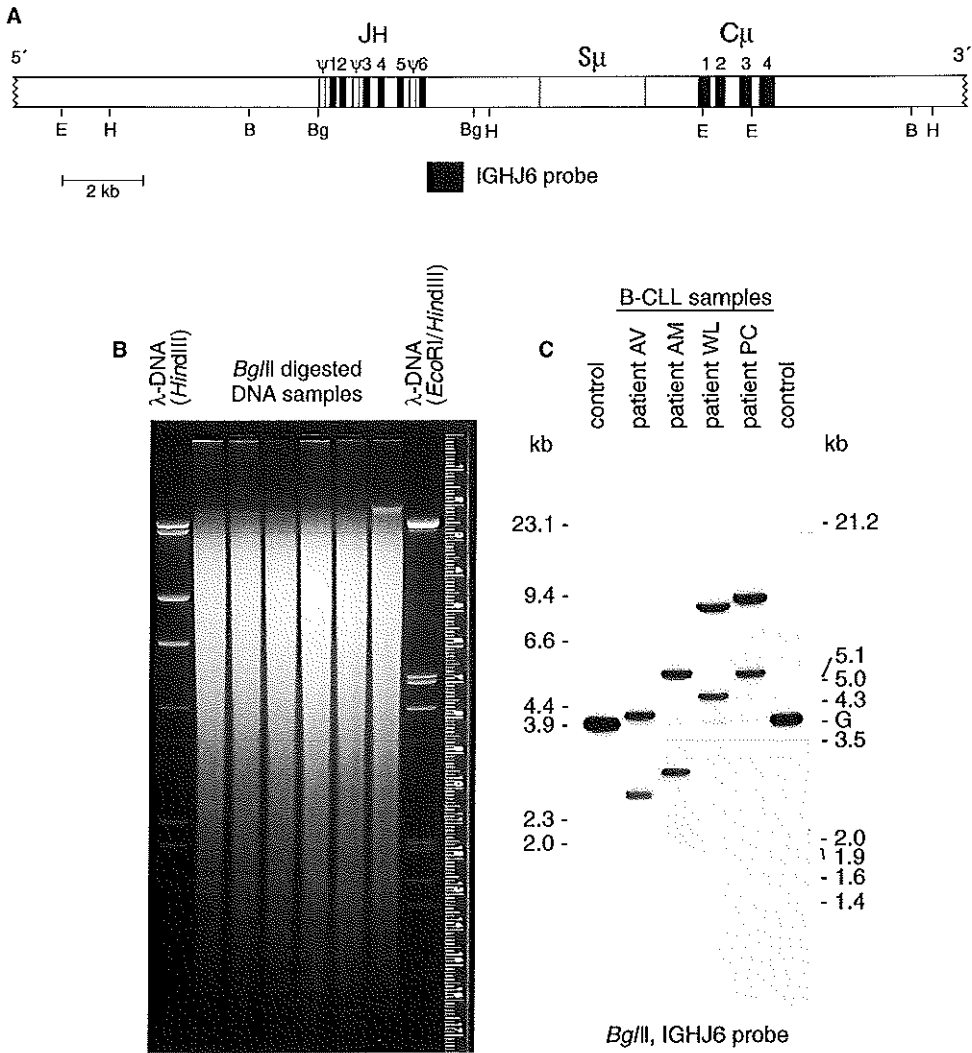 A
5´ JH Sμ Cμ 3´
ψ12 ψ3 4 5 ψ6 1 2 3 4
E H B Bg Bg H E E B H
2 kb
IGHJ6 probe
B
λ-DNA
(HindIII)
BglII digested
DNA samples
λ-DNA
(EcoRI/HindIII)
C
B-CLL samples
control
patient AV
patient AM
patient WL
patient PC
control
kb
23.1 -
9.4 -
6.6 -
4.4 -
3.9 -
2.3 -
2.0 -
kb
- 21.2
/ 5.1
- 5.0
- 4.3
- G
- 3.5
- 2.0
\ 1.9
- 1.6
- 1.4
BglII, IGHJ6 probe